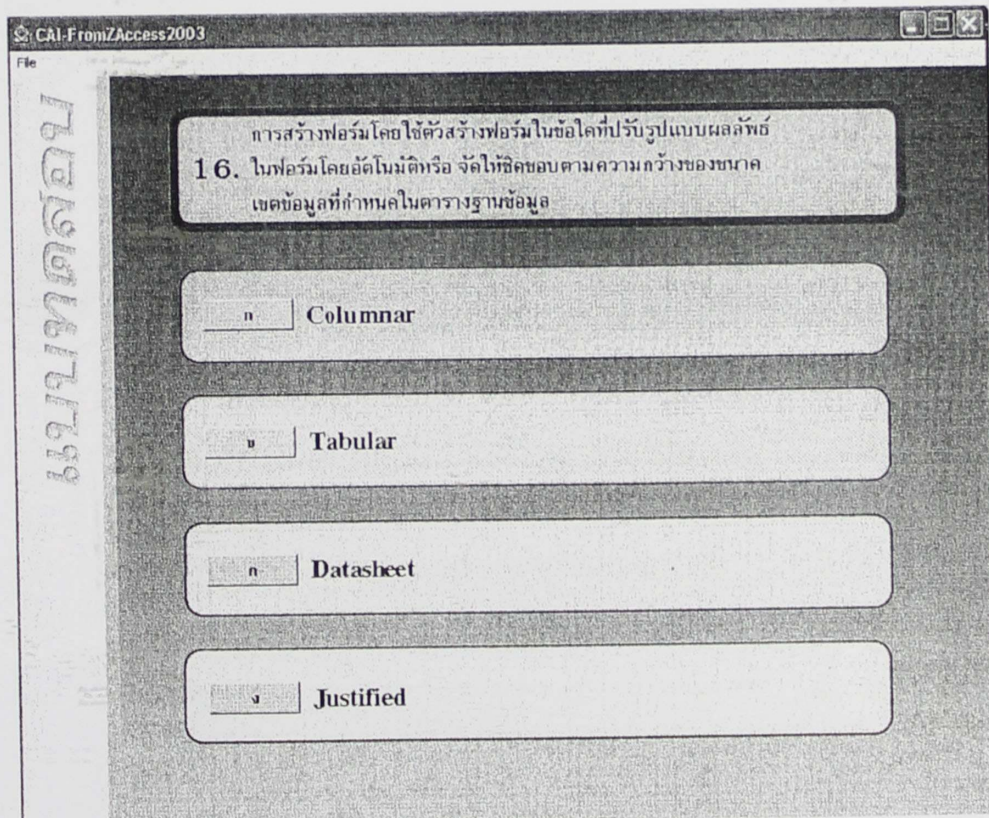 CAI-FromZAccess2003
File
แบบทดสอบ
การสร้างฟอร์มโดยใช้ตัวสร้างฟอร์มในข้อใดที่ปรับรูปแบบผลลัพธ์
16. ในฟอร์มโดยอัตโนมัติหรือ จัดให้ชิดขอบตามความกว้างของขนาด
เขตข้อมูลที่กำหนดในตารางฐานข้อมูล
ก Columnar
ข Tabular
ค Datasheet
ง Justified